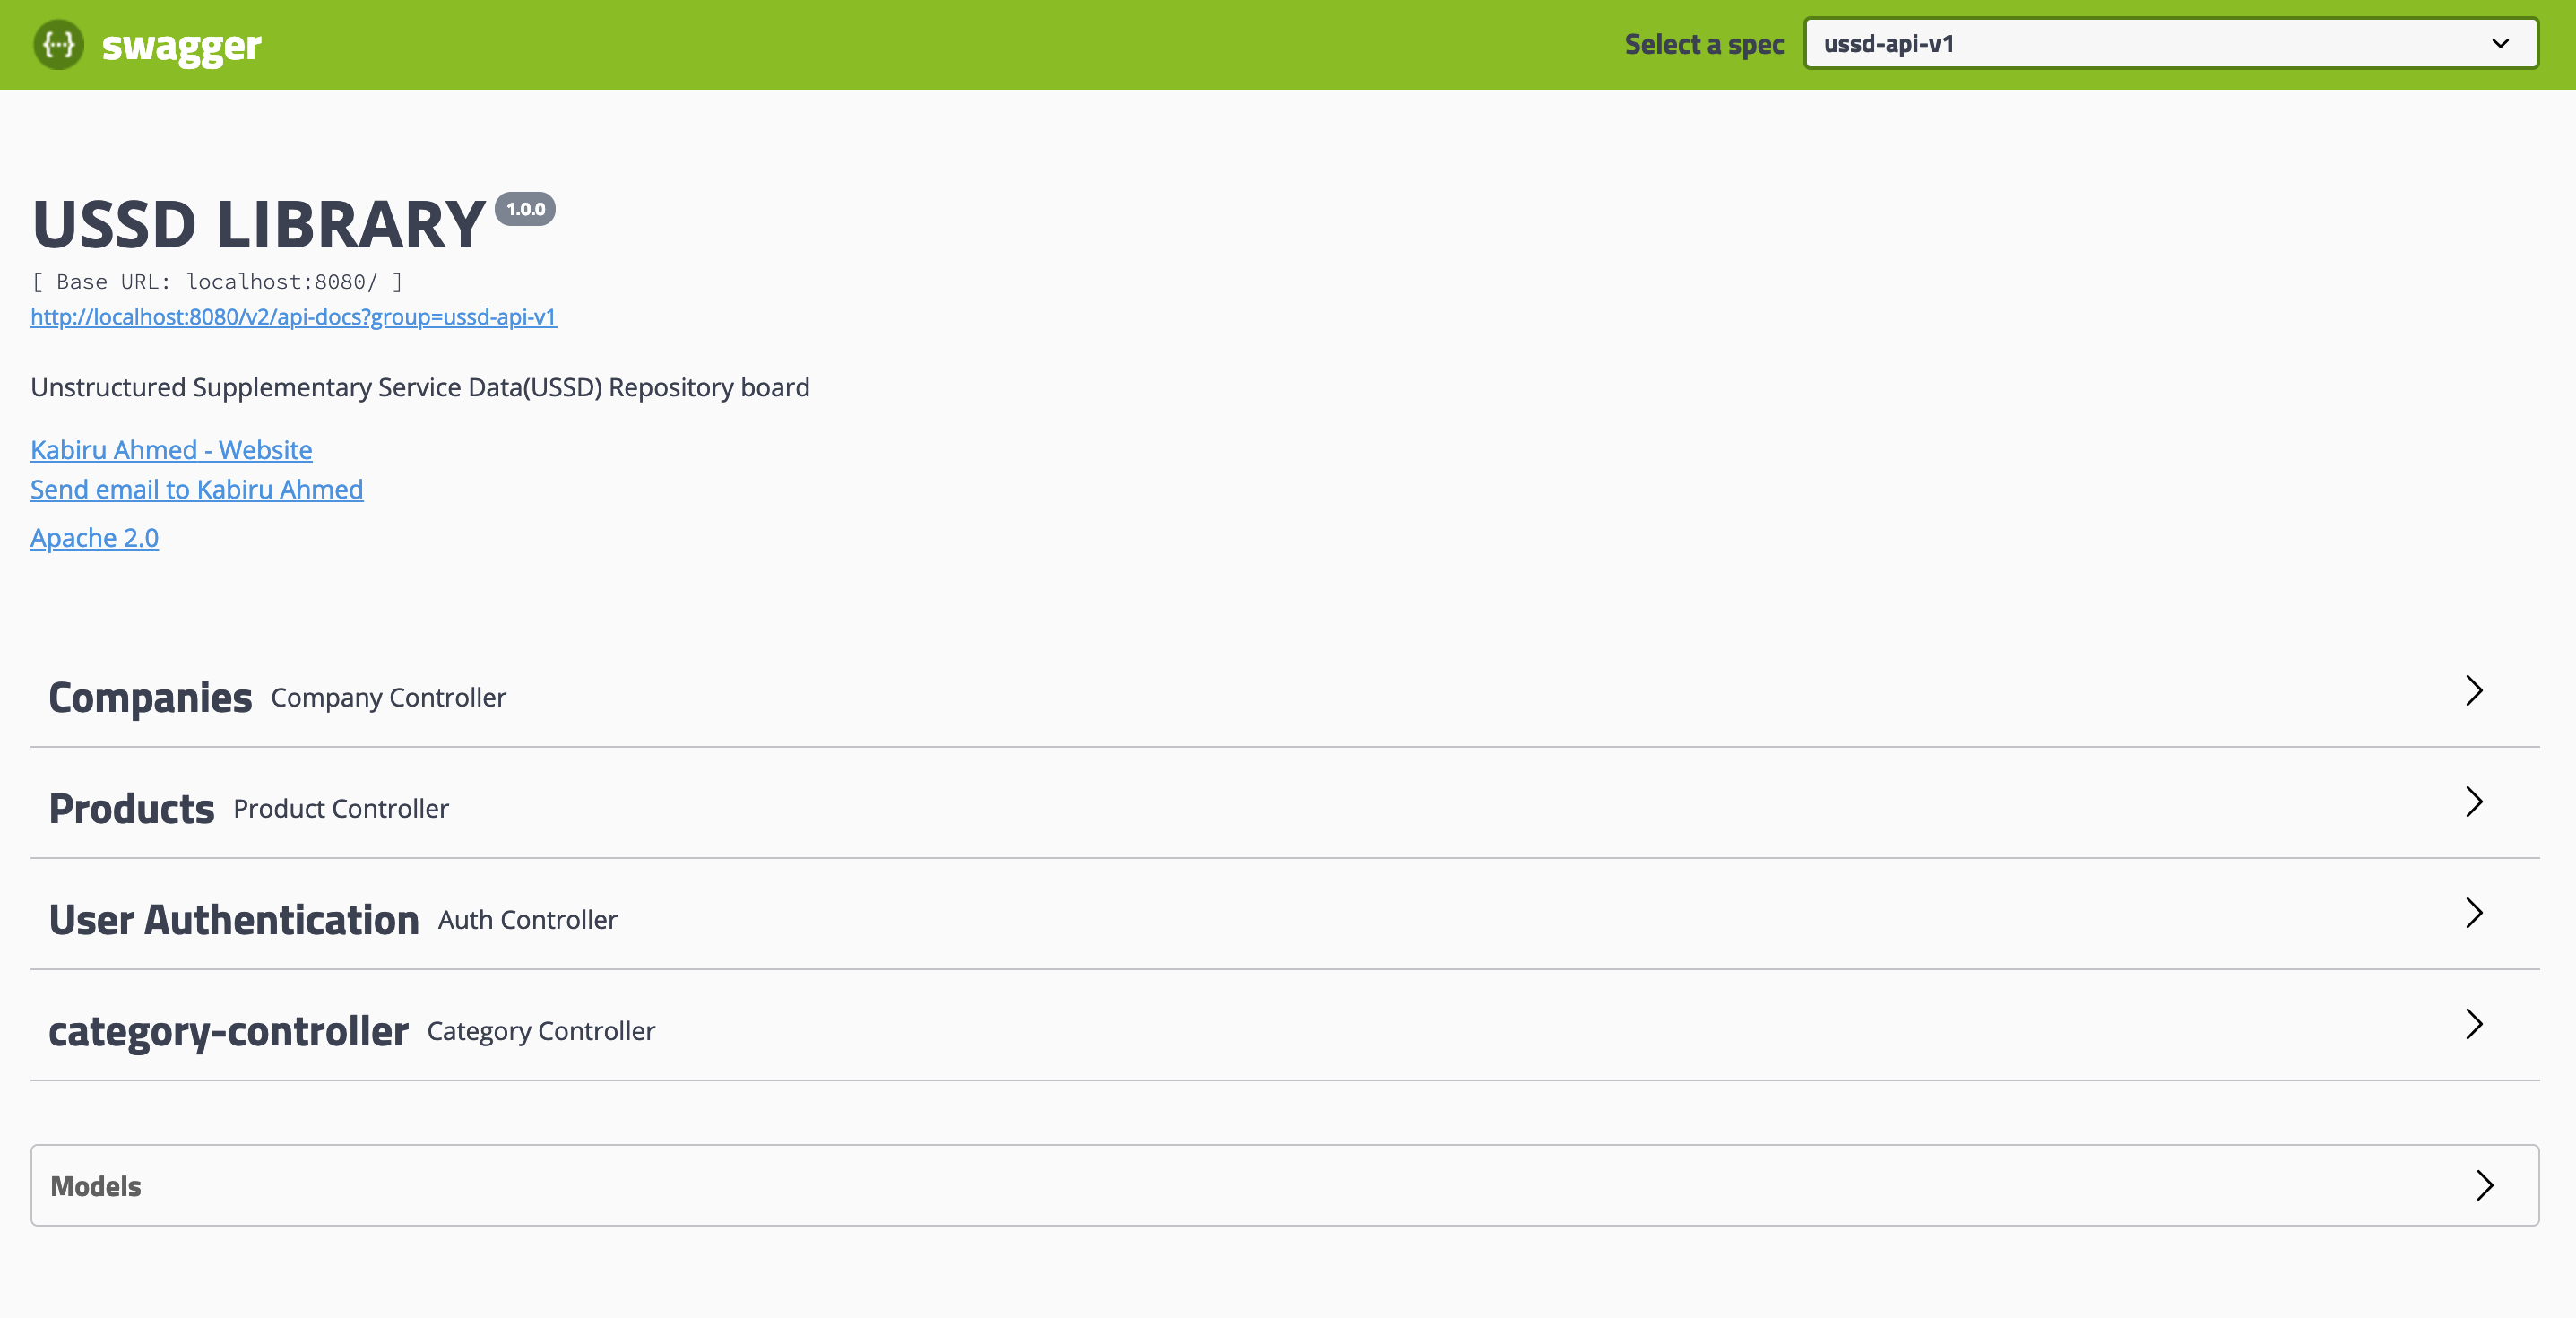 {...} swagger
Select a spec
ussd-api-v1
USSD LIBRARY 1.0.0
[ Base URL: localhost:8080/ ]
http://localhost:8080/v2/api-docs?group=ussd-api-v1
Unstructured Supplementary Service Data(USSD) Repository board
Kabiru Ahmed - Website
Send email to Kabiru Ahmed
Apache 2.0
Companies Company Controller
Products Product Controller
User Authentication Auth Controller
category-controller Category Controller
Models